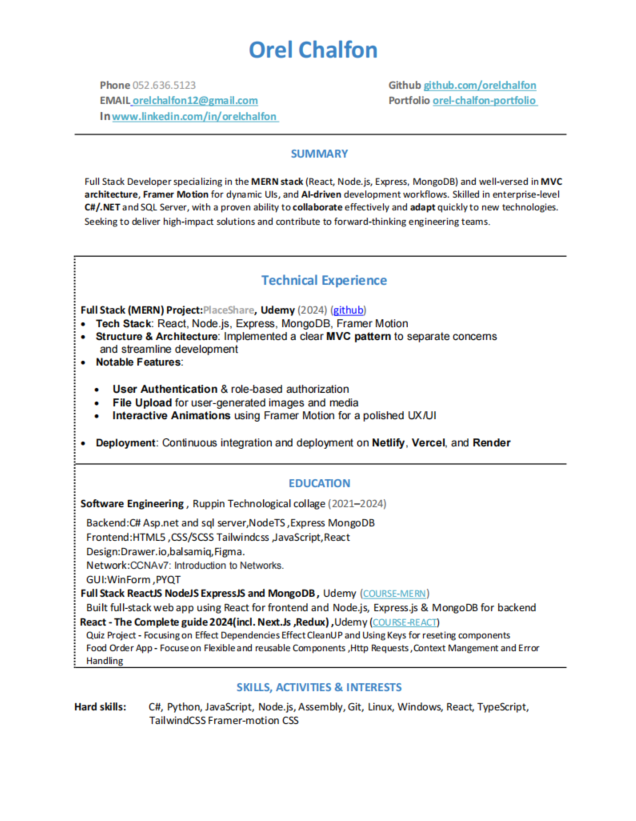 Orel Chalfon
Phone 052.636.5123
Github github.com/orelchalfon
EMAIL orelchalfon12@gmail.com
Portfolio orel-chalfon-portfolio
In www.linkedin.com/in/orelchalfon
SUMMARY
Full Stack Developer specializing in the MERN stack (React, Node.js, Express, MongoDB) and well-versed in MVC
architecture, Framer Motion for dynamic UIs, and AI-driven development workflows. Skilled in enterprise-level
C#/.NET and SQL Server, with a proven ability to collaborate effectively and adapt quickly to new technologies.
Seeking to deliver high-impact solutions and contribute to forward-thinking engineering teams.
Technical Experience
Full Stack (MERN) Project:PlaceShare, Udemy (2024) (github)
• Tech Stack: React, Node.js, Express, MongoDB, Framer Motion
• Structure & Architecture: Implemented a clear MVC pattern to separate concerns
and streamline development
• Notable Features:
• User Authentication & role-based authorization
• File Upload for user-generated images and media
• Interactive Animations using Framer Motion for a polished UX/UI
• Deployment: Continuous integration and deployment on Netlify, Vercel, and Render
EDUCATION
Software Engineering , Ruppin Technological collage (2021–2024)
Backend:C# Asp.net and sql server,NodeTS ,Express MongoDB
Frontend:HTML5 ,CSS/SCSS Tailwindcss ,JavaScript,React
Design:Drawer.io,balsamiq,Figma.
Network:CCNAv7: Introduction to Networks.
GUI:WinForm ,PYQT
Full Stack ReactJS NodeJS ExpressJS and MongoDB , Udemy (COURSE-MERN)
Built full-stack web app using React for frontend and Node.js, Express.js & MongoDB for backend
React - The Complete guide 2024(incl. Next.Js ,Redux) ,Udemy (COURSE-REACT)
Quiz Project - Focusing on Effect Dependencies Effect CleanUP and Using Keys for reseting components
Food Order App - Focuse on Flexible and reusable Components ,Http Requests ,Context Mangement and Error
Handling
SKILLS, ACTIVITIES & INTERESTS
Hard skills: C#, Python, JavaScript, Node.js, Assembly, Git, Linux, Windows, React, TypeScript,
TailwindCSS Framer-motion CSS